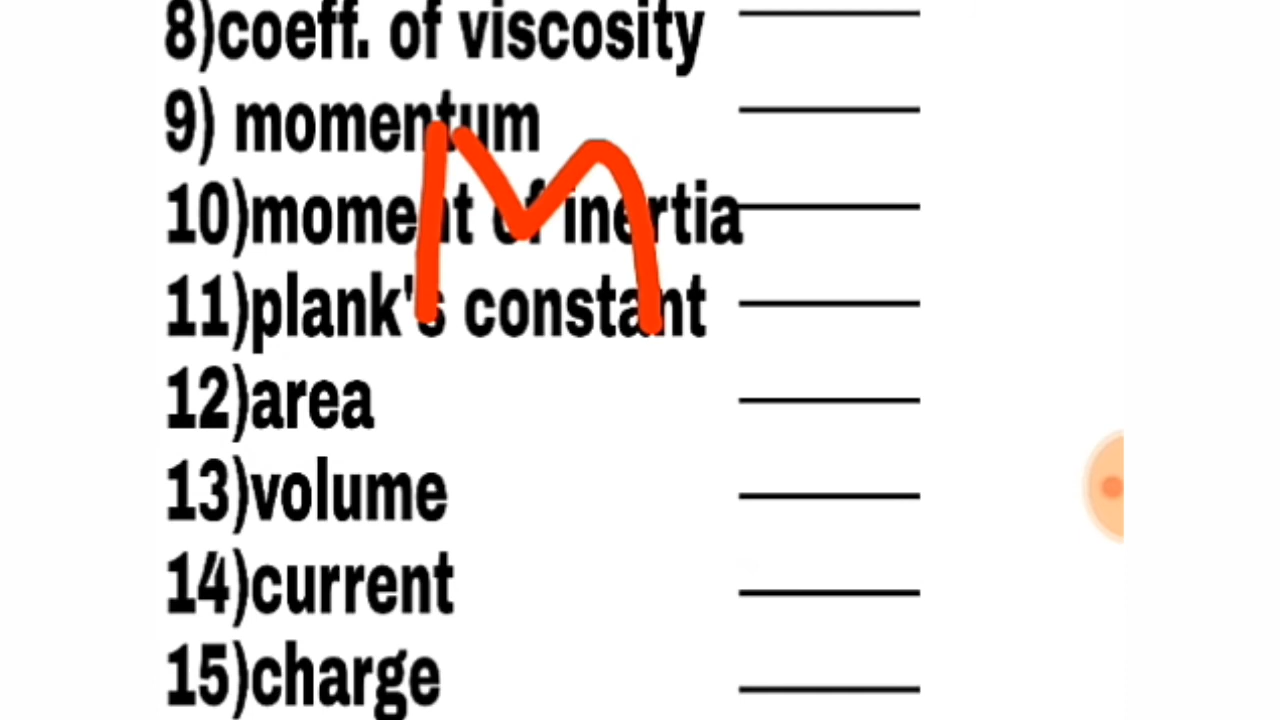 8)coeff. of viscosity
9) momentum
10)moment of inertia
11)plank's constant
12)area
13)volume
14)current
15)charge
M